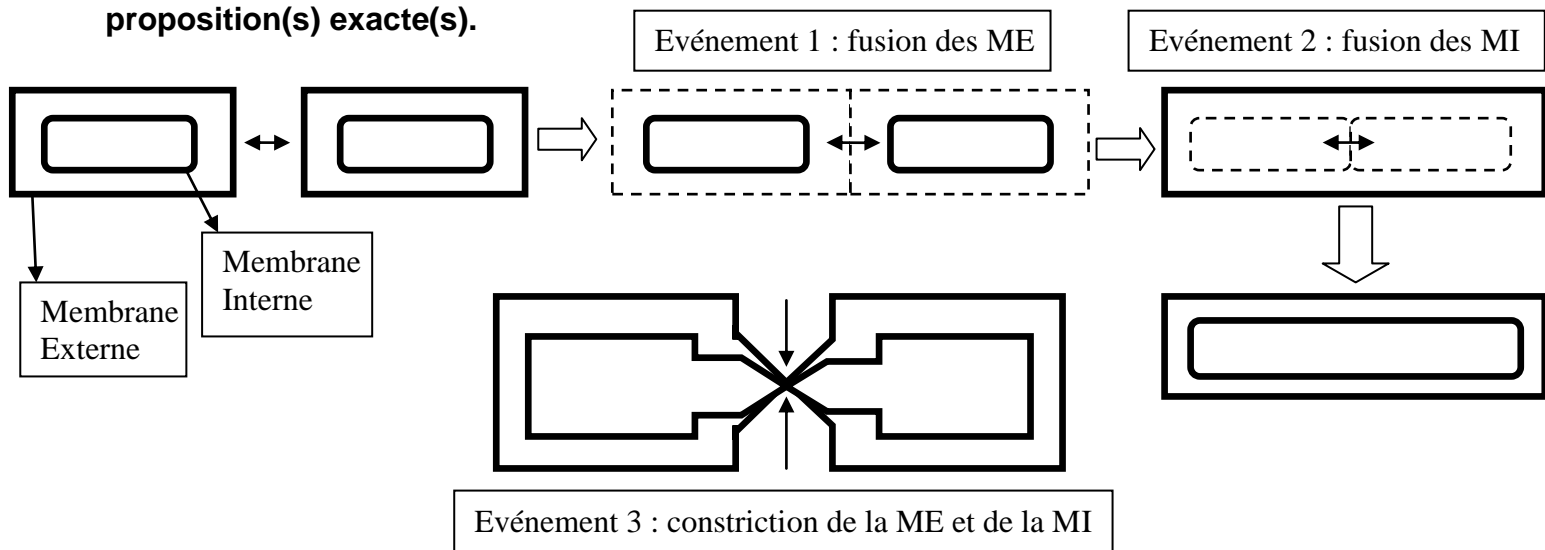 proposition(s) exacte(s).
Evénement 1 : fusion des ME
Evénement 2 : fusion des MI
Membrane
Interne
Membrane
Externe
Evénement 3 : constriction de la ME et de la MI